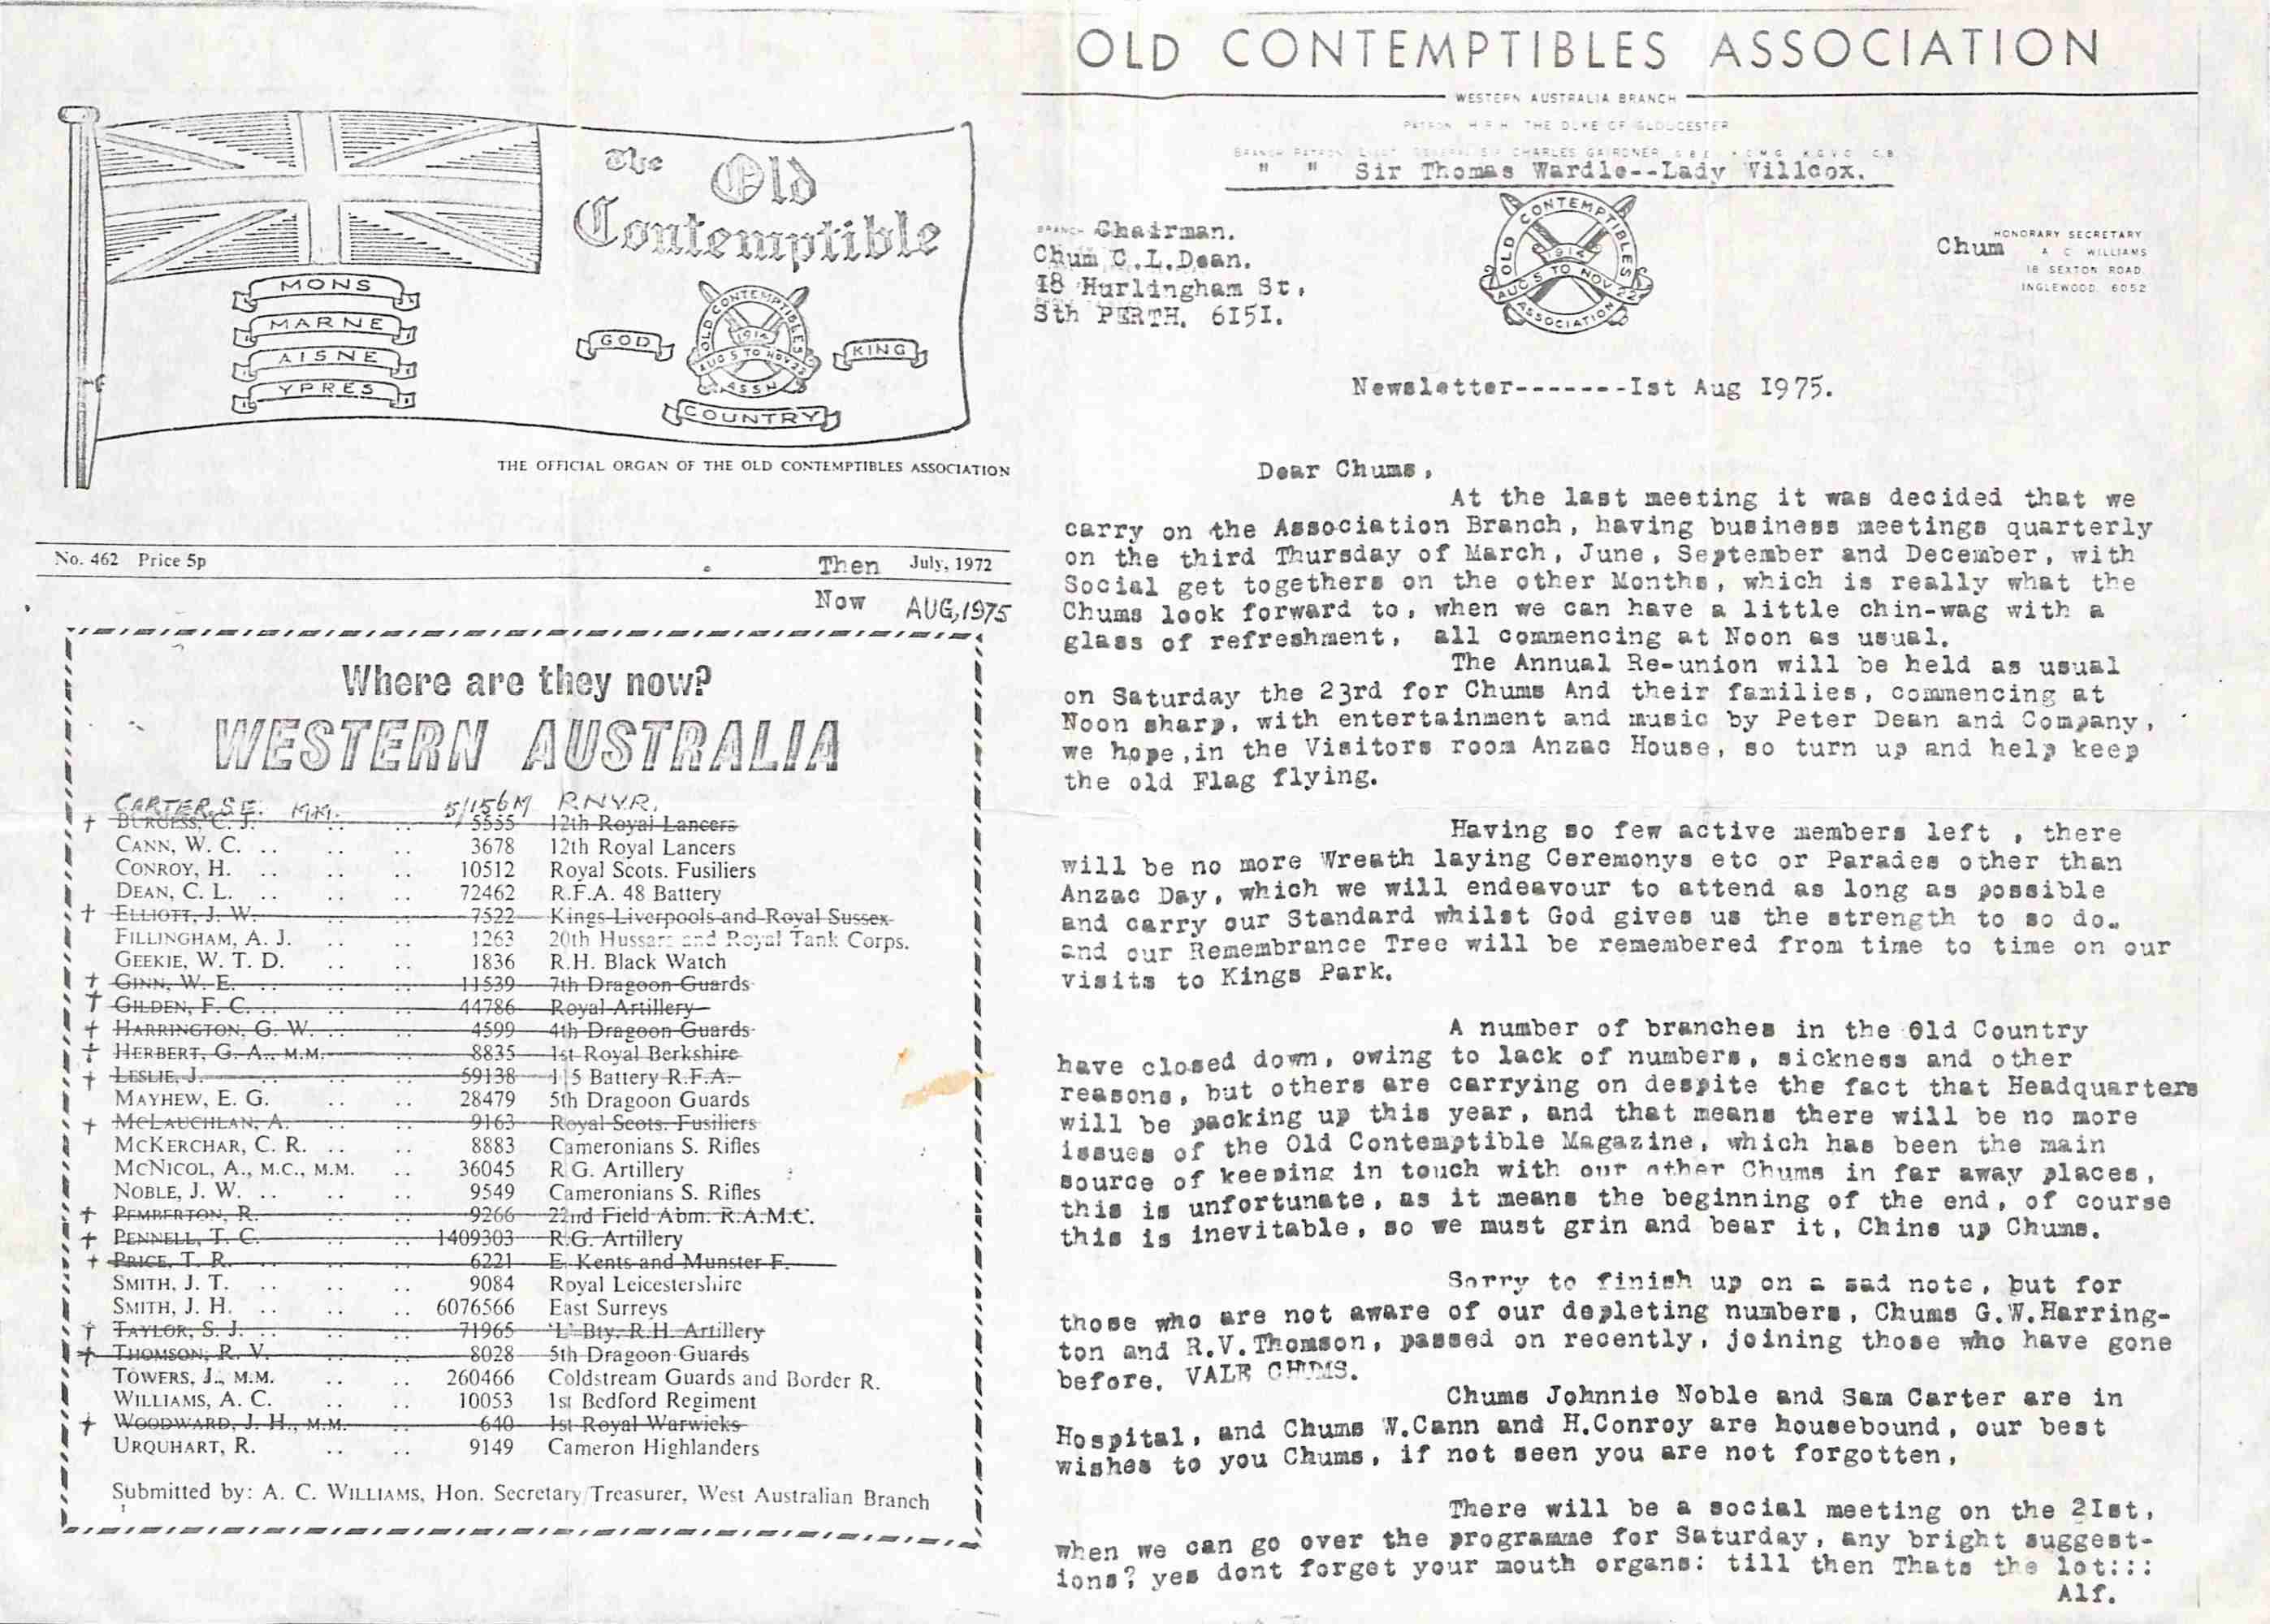 The Old
Contemptible
MONS
MARNE
AISNE
YPRES
OLD CONTEMPTIBLES
1914
AUG 5 TO NOV 22
ASSN
GOD
KING
COUNTRY
THE OFFICIAL ORGAN OF THE OLD CONTEMPTIBLES ASSOCIATION
No. 462 Price 5p Then July, 1972
Now AUG, 1975
Where are they now?
WESTERN AUSTRALIA
CARTER. S.E. M.M. 5/156M R.N.V.R.
† BURGESS, C. J. .. .. 5555 12th Royal Lancers
CANN, W. C. .. .. .. 3678 12th Royal Lancers
CONROY, H. .. .. .. 10512 Royal Scots. Fusiliers
DEAN, C. L. .. .. .. 72462 R.F.A. 48 Battery
† ELLIOTT, J. W. .. .. 7522 Kings Liverpools and Royal Sussex
FILLINGHAM, A. J. .. .. 1263 20th Hussars and Royal Tank Corps.
GEEKIE, W. T. D. .. .. 1836 R.H. Black Watch
† GINN, W. E. .. .. .. 11539 7th Dragoon Guards
† GILDEN, F. C. .. .. .. 44786 Royal Artillery
† HARRINGTON, G. W. .. .. 4599 4th Dragoon Guards
† HERBERT, G. A., M.M. .. 8835 1st Royal Berkshire
† LESLIE, J. .. .. .. 59138 115 Battery R.F.A.
MAYHEW, E. G. .. .. 28479 5th Dragoon Guards
† MCLAUCHLAN, A. .. .. 9163 Royal Scots. Fusiliers
MCKERCHAR, C. R. .. .. .. 8883 Cameronians S. Rifles
MCNICOL, A., M.C., M.M. .. 36045 R.G. Artillery
NOBLE, J. W. .. .. .. 9549 Cameronians S. Rifles
† PEMBERTON, R. .. .. 9266 22nd Field Abm. R.A.M.C.
† PENNELL, T. C. .. .. 1409303 R.G. Artillery
† PRICE, T. R. .. .. 6221 E. Kents and Munster F.
SMITH, J. T. .. .. .. 9084 Royal Leicestershire
SMITH, J. H. .. .. .. 6076566 East Surreys
† TAYLOR, S. J. .. .. .. 71965 'L' Bty. R.H. Artillery
† THOMSON, R. V. .. .. 8028 5th Dragoon Guards
TOWERS, J., M.M. .. .. 260466 Coldstream Guards and Border R.
WILLIAMS, A. C. .. .. 10053 1st Bedford Regiment
† WOODWARD, J. H., M.M. .. 640 1st Royal Warwicks
URQUHART, R. .. .. 9149 Cameron Highlanders
Submitted by: A. C. WILLIAMS, Hon. Secretary/Treasurer, West Australian Branch
OLD CONTEMPTIBLES ASSOCIATION
WESTERN AUSTRALIA BRANCH
PATRON H.R.H. THE DUKE OF GLOUCESTER
BRANCH PATRON LIEUT GENERAL SIR CHARLES GAIRDNER G.B.E. K.C.M.G. K.C.V.O. C.B.
" " Sir Thomas Wardle--Lady Villcox.
BRANCH Chairman.
Chum C.L.Dean.
18 Hurlingham St,
Sth PERTH. 6I5I.
OLD CONTEMPTIBLES
1914
AUG 5 TO NOV 22
ASSOCIATION
HONORARY SECRETARY
Chum A. C. WILLIAMS
18 SEXTON ROAD
INGLEWOOD. 6052
Newsletter-------Ist Aug I975.
Dear Chums,
At the last meeting it was decided that we
carry on the Association Branch, having business meetings quarterly
on the third Thursday of March, June, September and December, with
Social get togethers on the other Months, which is really what the
Chums look forward to, when we can have a little chin-wag with a
glass of refreshment, all commencing at Noon as usual.
The Annual Re-union will be held as usual
on Saturday the 23rd for Chums And their families, commencing at
Noon sharp, with entertainment and music by Peter Dean and Company,
we hope,in the Visitors room Anzac House, so turn up and help keep
the old Flag flying.
Having so few active members left , there
will be no more Wreath laying Ceremonys etc or Parades other than
Anzac Day, which we will endeavour to attend as long as possible
and carry our Standard whilst God gives us the strength to so do..
and our Remembrance Tree will be remembered from time to time on our
visits to Kings Park.
A number of branches in the Old Country
have closed down, owing to lack of numbers, sickness and other
reasons, but others are carrying on despite the fact that Headquarters
will be packing up this year, and that means there will be no more
issues of the Old Contemptible Magazine, which has been the main
source of keeping in touch with our other Chums in far away places,
this is unfortunate, as it means the beginning of the end, of course
this is inevitable, so we must grin and bear it, Chins up Chums.
Sorry to finish up on a sad note, but for
those who are not aware of our depleting numbers, Chums G.W.Harring-
ton and R.V.Thomson, passed on recently, joining those who have gone
before. VALE CHUMS.
Chums Johnnie Noble and Sam Carter are in
Hospital, and Chums W.Cann and H.Conroy are housebound, our best
wishes to you Chums, if not seen you are not forgotten,
There will be a social meeting on the 2Ist,
when we can go over the programme for Saturday, any bright suggest-
ions? yes dont forget your mouth organs: till then Thats the lot:::
Alf.